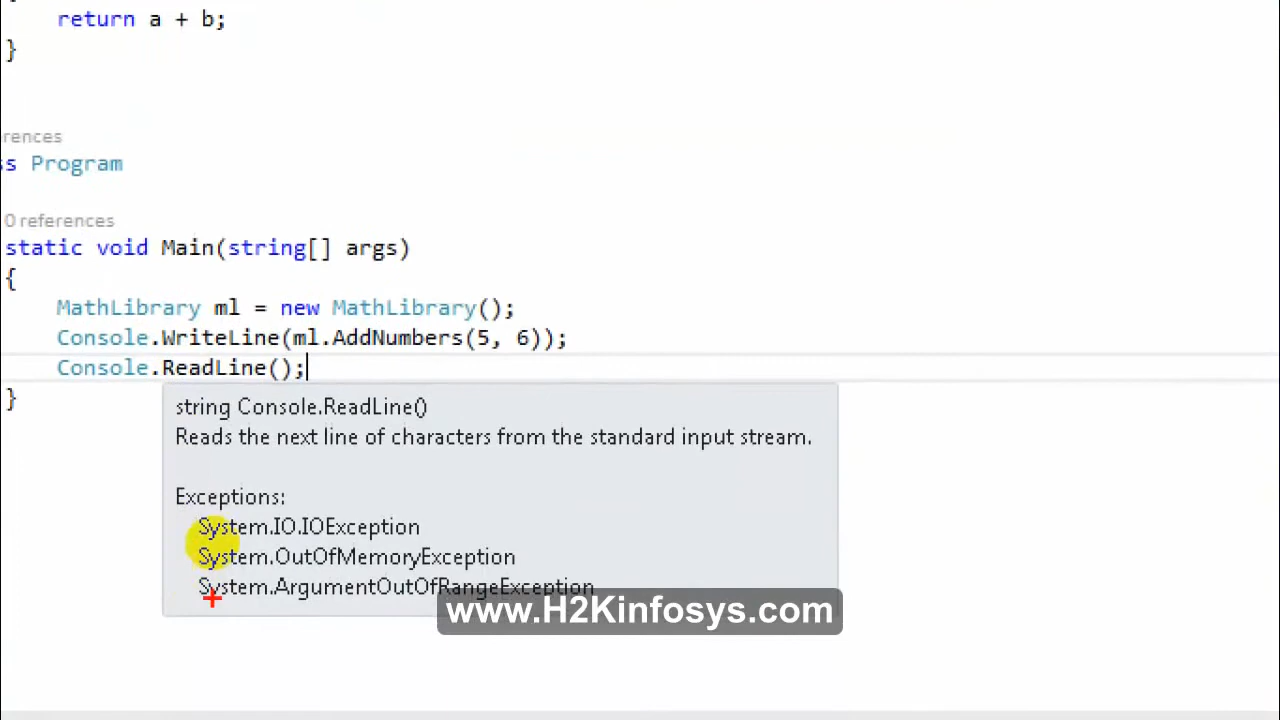 return a + b;
}
erences
ss Program
0 references
static void Main(string[] args)
{
MathLibrary ml = new MathLibrary();
Console.WriteLine(ml.AddNumbers(5, 6));
Console.ReadLine();
}
string Console.ReadLine()
Reads the next line of characters from the standard input stream.
Exceptions:
System.IO.IOException
System.OutOfMemoryException
System.ArgumentOutOfRangeException
www.H2Kinfosys.com